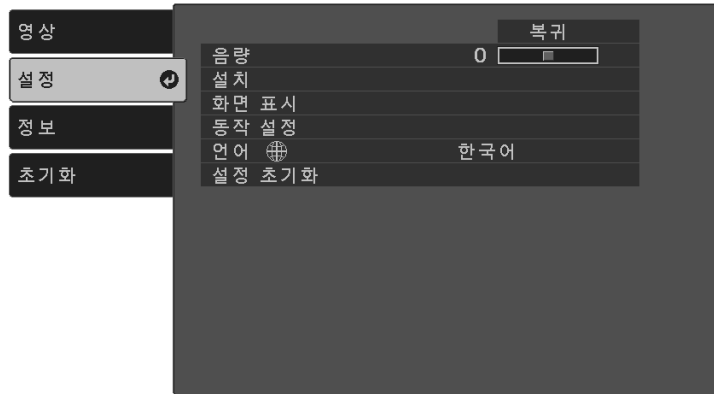 영상
설정
정보
초기화
복귀
음량 0
설치
화면 표시
동작 설정
언어 한국어
설정 초기화